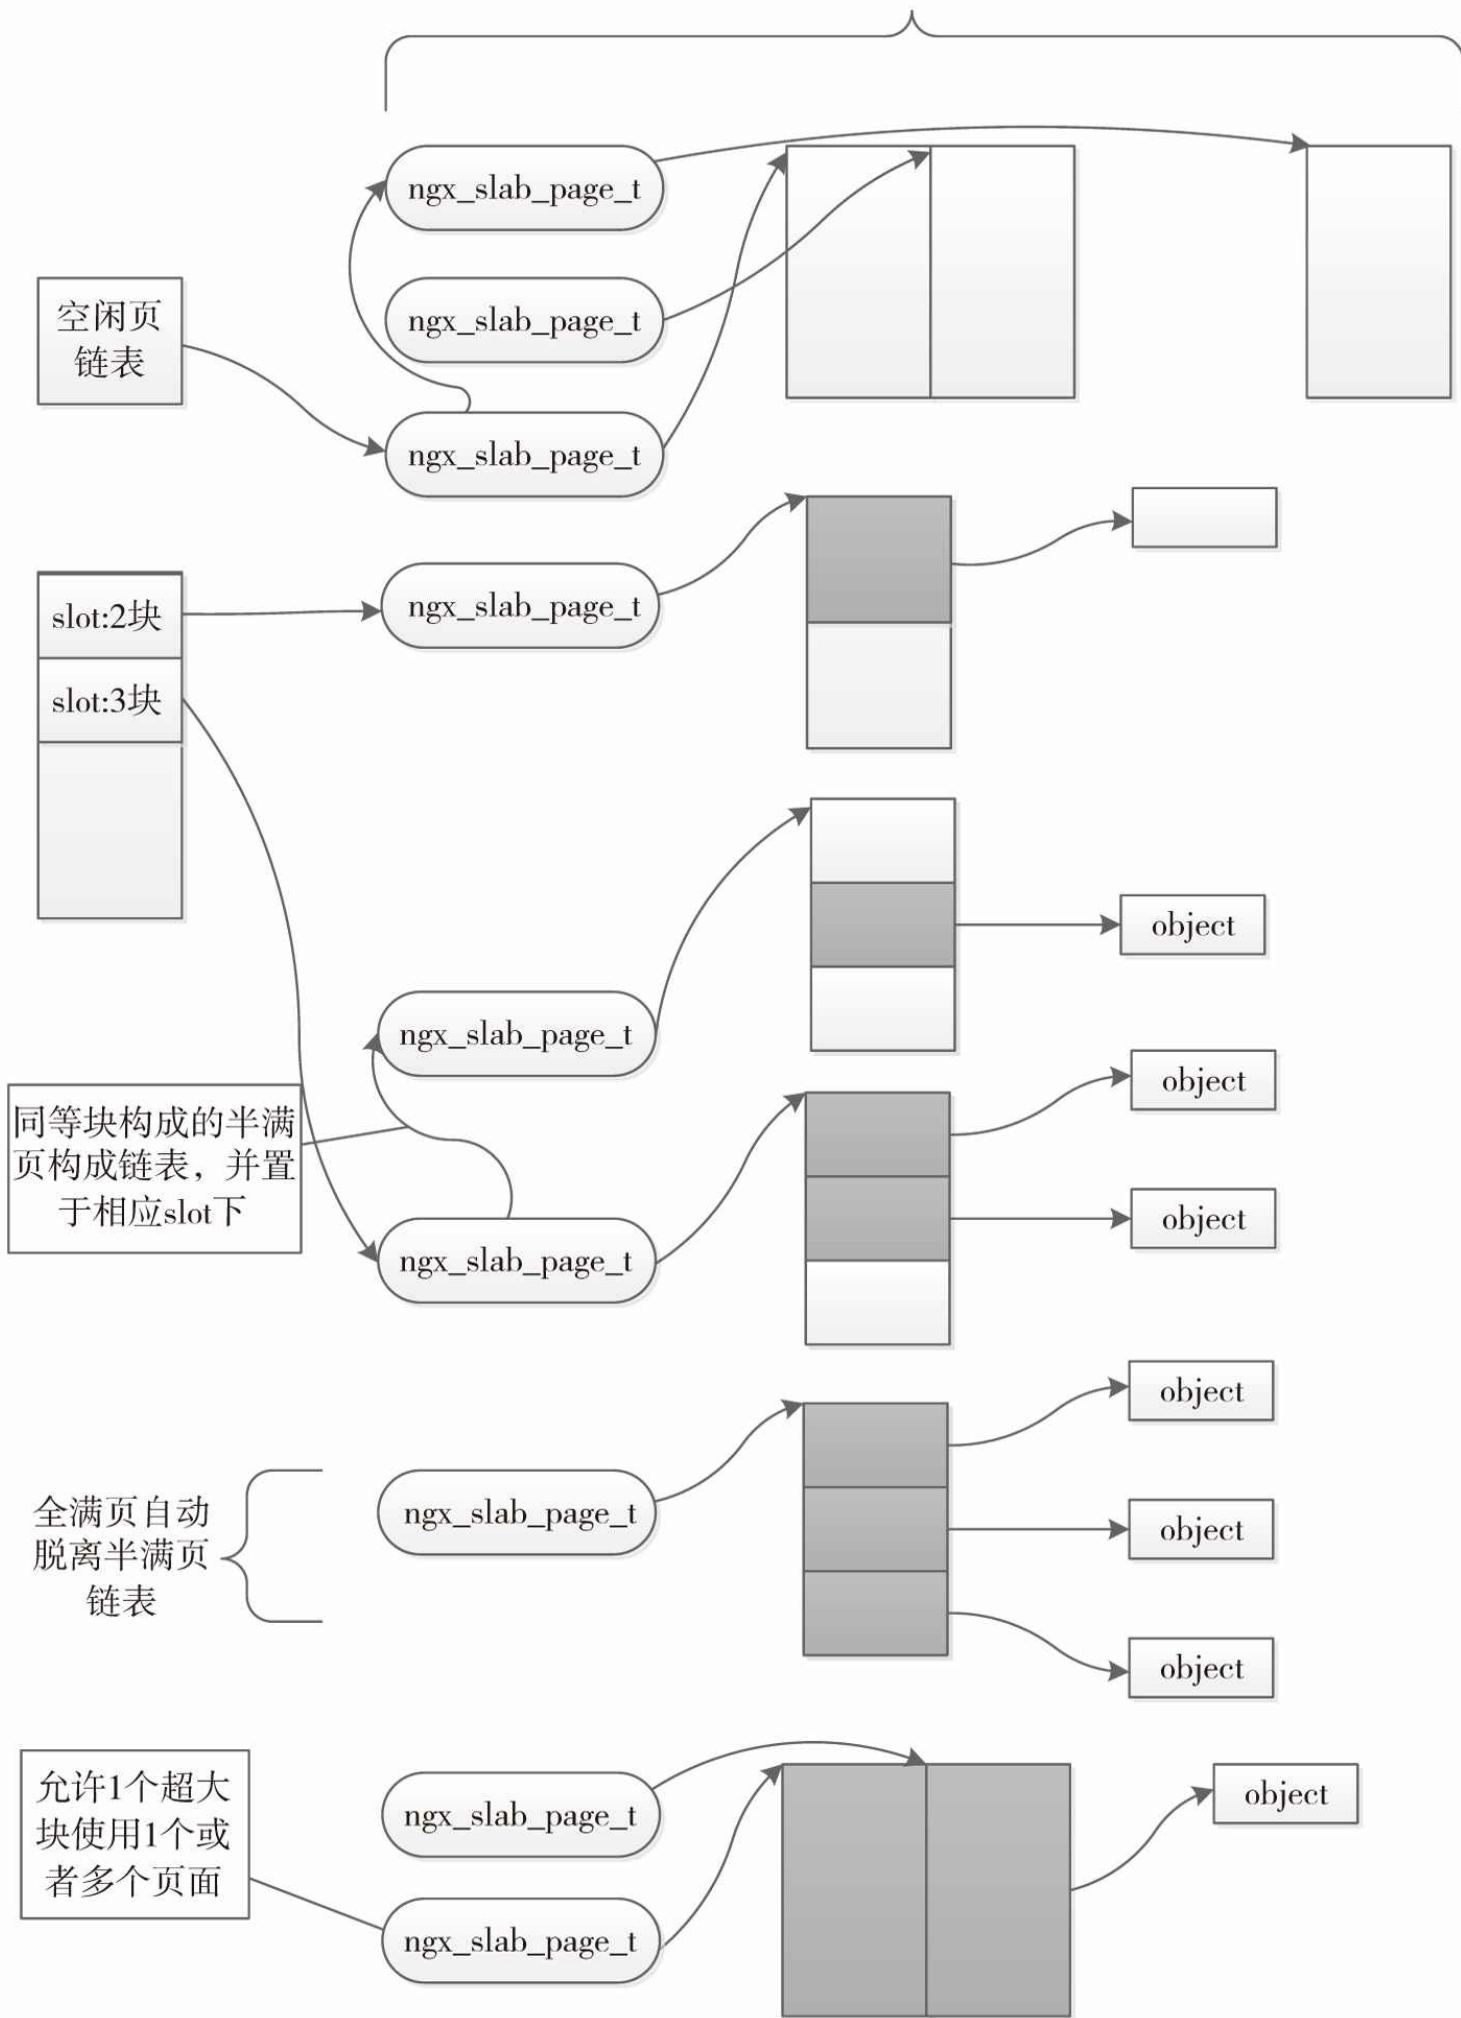 ngx_slab_page_t
空闲页
链表
ngx_slab_page_t
ngx_slab_page_t
slot:2块
ngx_slab_page_t
slot:3块
object
ngx_slab_page_t
object
同等块构成的半满
页构成链表，并置
于相应slot下
object
ngx_slab_page_t
object
全满页自动
脱离半满页
链表
ngx_slab_page_t
object
object
允许1个超大
块使用1个或
者多个页面
ngx_slab_page_t
object
ngx_slab_page_t